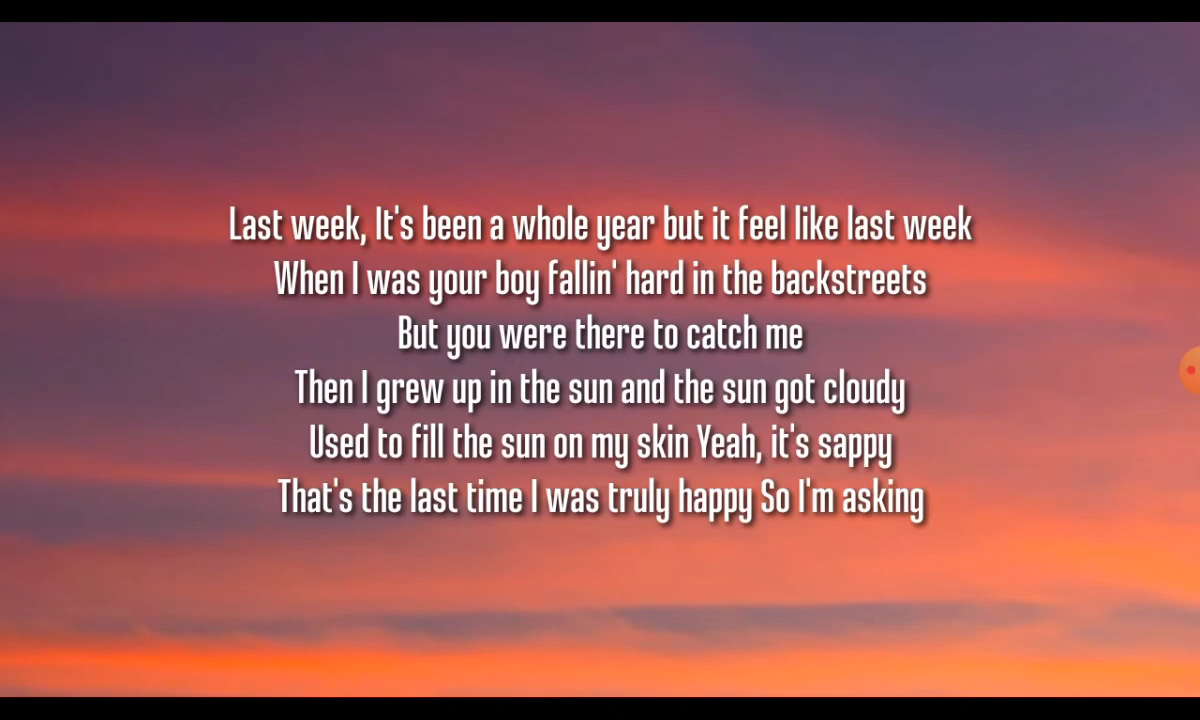 Last week, It's been a whole year but it feel like last week
When I was your boy fallin' hard in the backstreets
But you were there to catch me
Then I grew up in the sun and the sun got cloudy
Used to fill the sun on my skin Yeah, it's sappy
That's the last time I was truly happy So I'm asking